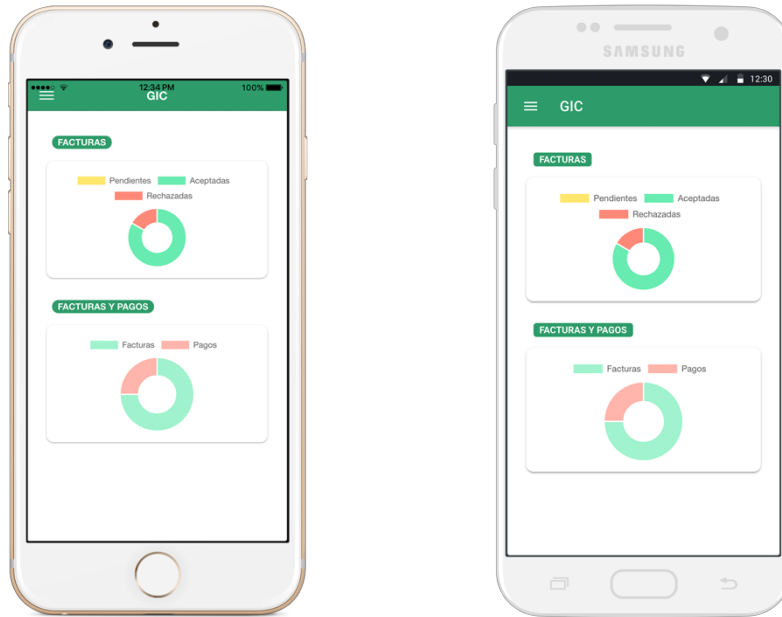 12:34 PM 100%
GIC
FACTURAS
Pendientes Aceptadas
Rechazadas
FACTURAS Y PAGOS
Facturas Pagos
SAMSUNG
12:30
GIC
FACTURAS
Pendientes Aceptadas
Rechazadas
FACTURAS Y PAGOS
Facturas Pagos